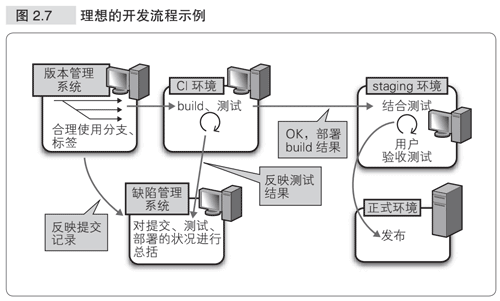 图 2.7 理想的开发流程示例
版本管理
系统
合理使用分支、
标签
CI 环境
build、测试
staging 环境
结合测试
用户
验收测试
OK，部署
build 结果
反映测试
结果
缺陷管理
系统
对提交、测试、
部署的状况进行
总括
反映提交
记录
正式环境
发布